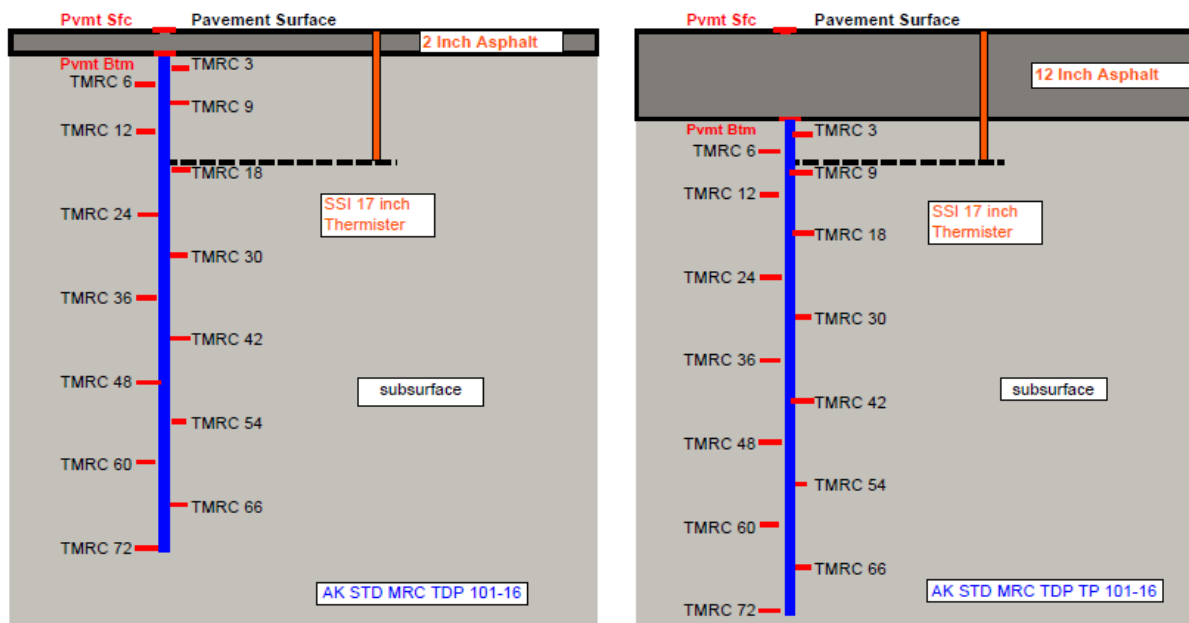 Pvmt Sfc
Pavement Surface
2 Inch Asphalt
Pvmt Btm
TMRC 3
TMRC 6
TMRC 9
TMRC 12
TMRC 18
SSI 17 inch
Thermister
TMRC 24
TMRC 30
TMRC 36
TMRC 42
TMRC 48
subsurface
TMRC 54
TMRC 60
TMRC 66
TMRC 72
AK STD MRC TDP 101-16
Pvmt Sfc
Pavement Surface
12 Inch Asphalt
Pvmt Btm
TMRC 3
TMRC 6
TMRC 9
TMRC 12
SSI 17 inch
Thermister
TMRC 18
TMRC 24
TMRC 30
TMRC 36
subsurface
TMRC 42
TMRC 48
TMRC 54
TMRC 60
TMRC 66
AK STD MRC TDP TP 101-16
TMRC 72